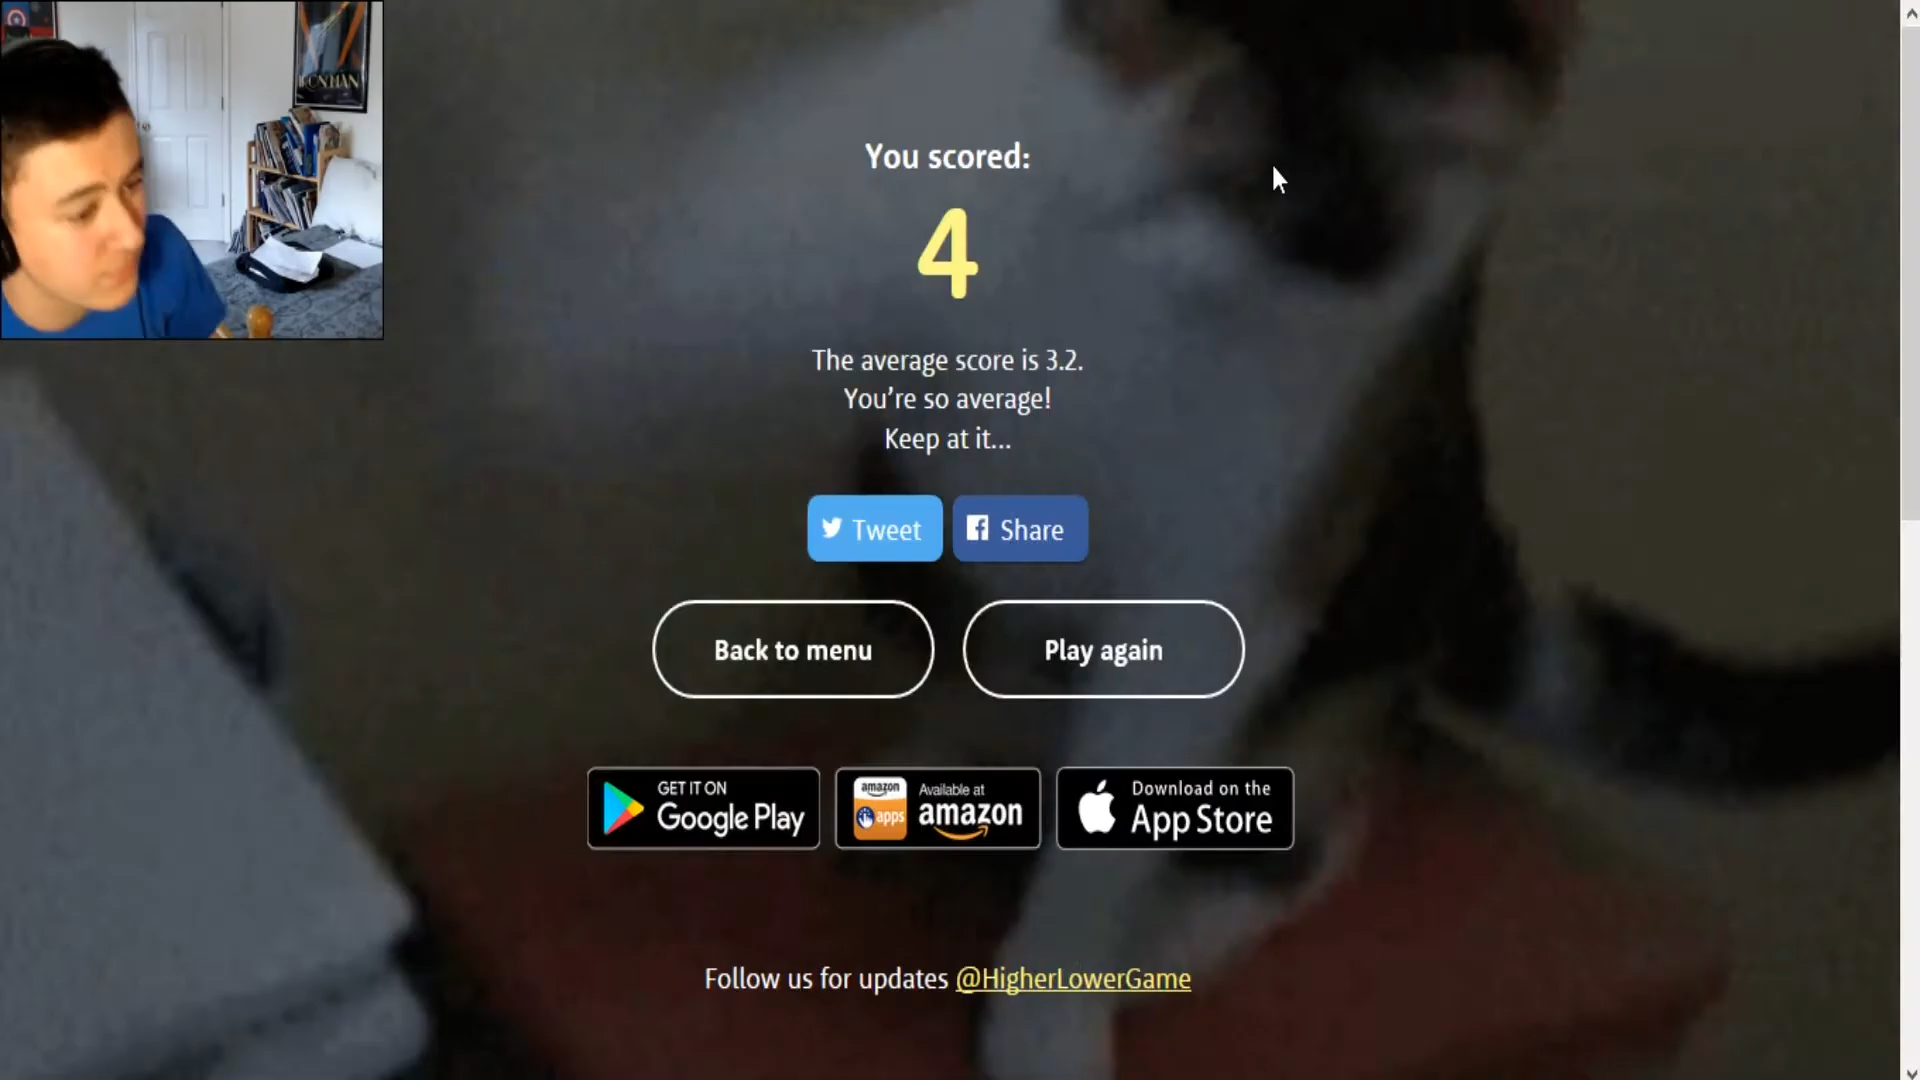 IRON MAN
You scored:
4
The average score is 3.2.
You're so average!
Keep at it...
Tweet
Share
Back to menu
Play again
GET IT ON
Google Play
amazon
apps
Available at
amazon
Download on the
App Store
Follow us for updates @HigherLowerGame